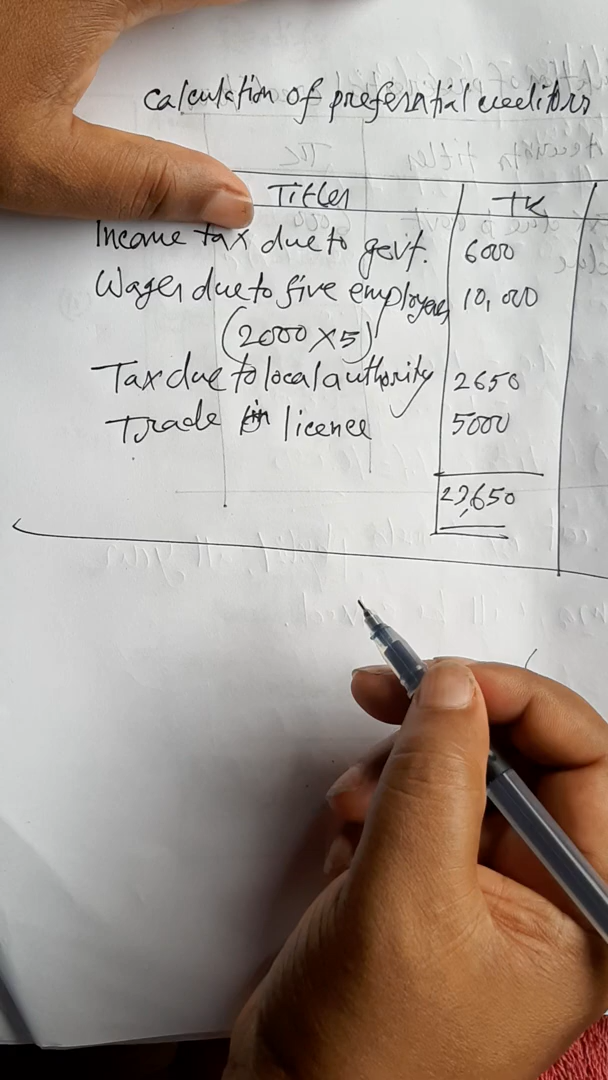 calculation of preferntial creditors
Titles TK
Income tax due to govt. 6000
Wages due to five employees 10,000
(2000 X 5)
Tax due to local authority 2650
Trade licence 5000
23,650